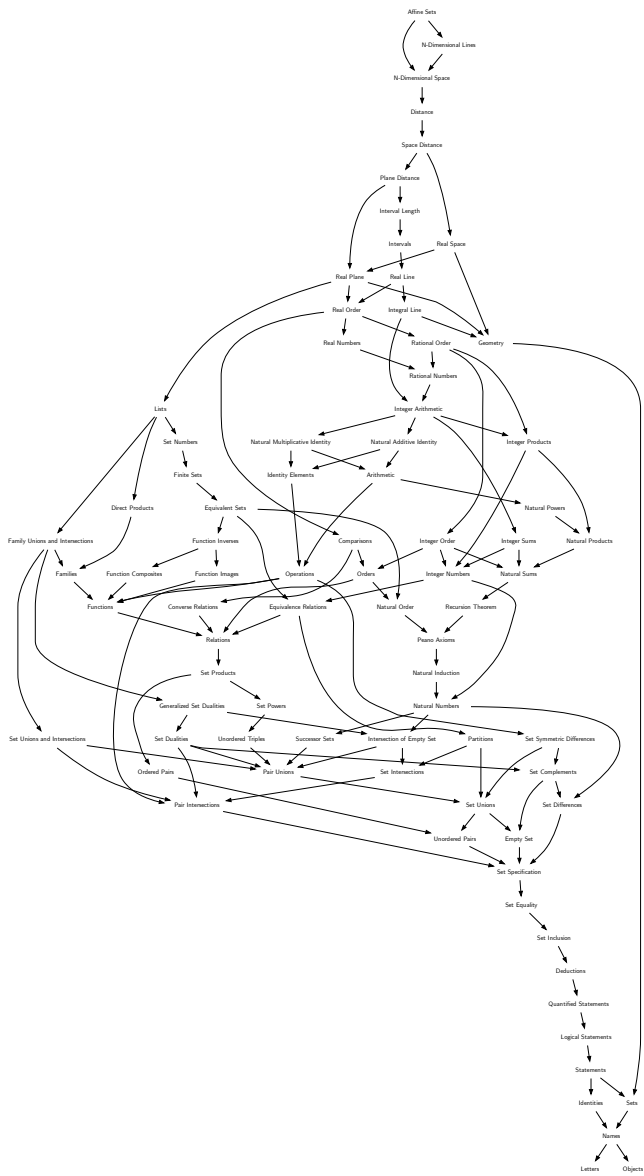 Affine Sets
N-Dimensional Lines
N-Dimensional Space
Distance
Space Distance
Plane Distance
Interval Length
Intervals Real Space
Real Plane Real Line
Real Order Integral Line
Real Numbers Rational Order Geometry
Rational Numbers
Lists Integer Arithmetic
Set Numbers Natural Multiplicative Identity Natural Additive Identity Integer Products
Finite Sets Identity Elements Arithmetic
Direct Products Equivalent Sets Natural Powers
Family Unions and Intersections Function Inverses Comparisons Integer Order Integer Sums Natural Products
Families Function Composites Function Images Operations Orders Integer Numbers Natural Sums
Functions Converse Relations Equivalence Relations Natural Order Recursion Theorem
Relations Peano Axioms
Set Products Natural Induction
Generalized Set Dualities Set Powers Natural Numbers
Set Unions and Intersections Set Dualities Unordered Triples Successor Sets Intersection of Empty Set Partitions Set Symmetric Differences
Ordered Pairs Pair Unions Set Intersections Set Complements
Pair Intersections Set Unions Set Differences
Unordered Pairs Empty Set
Set Specification
Set Equality
Set Inclusion
Deductions
Quantified Statements
Logical Statements
Statements
Identities Sets
Names
Letters Objects